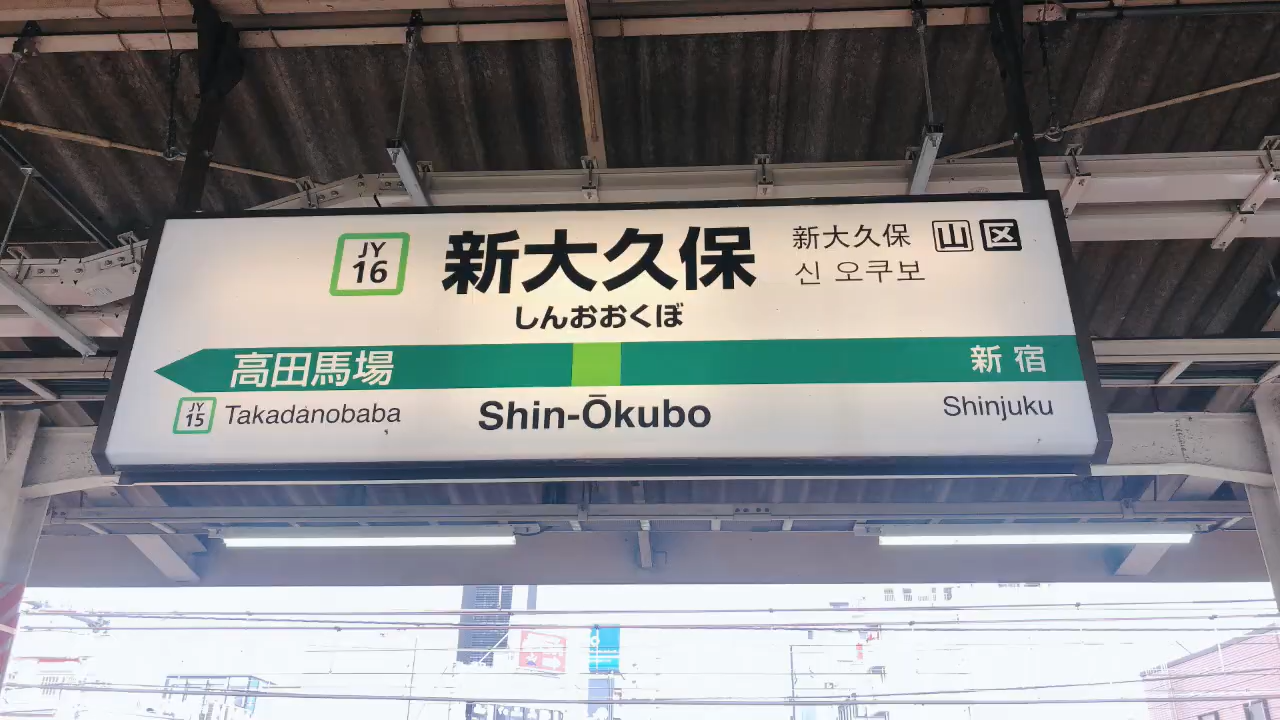 JY
16
新大久保
しんおおくぼ
新大久保
신 오쿠보
山 区
高田馬場
新宿
JY
15
Takadanobaba
Shin-Ōkubo
Shinjuku